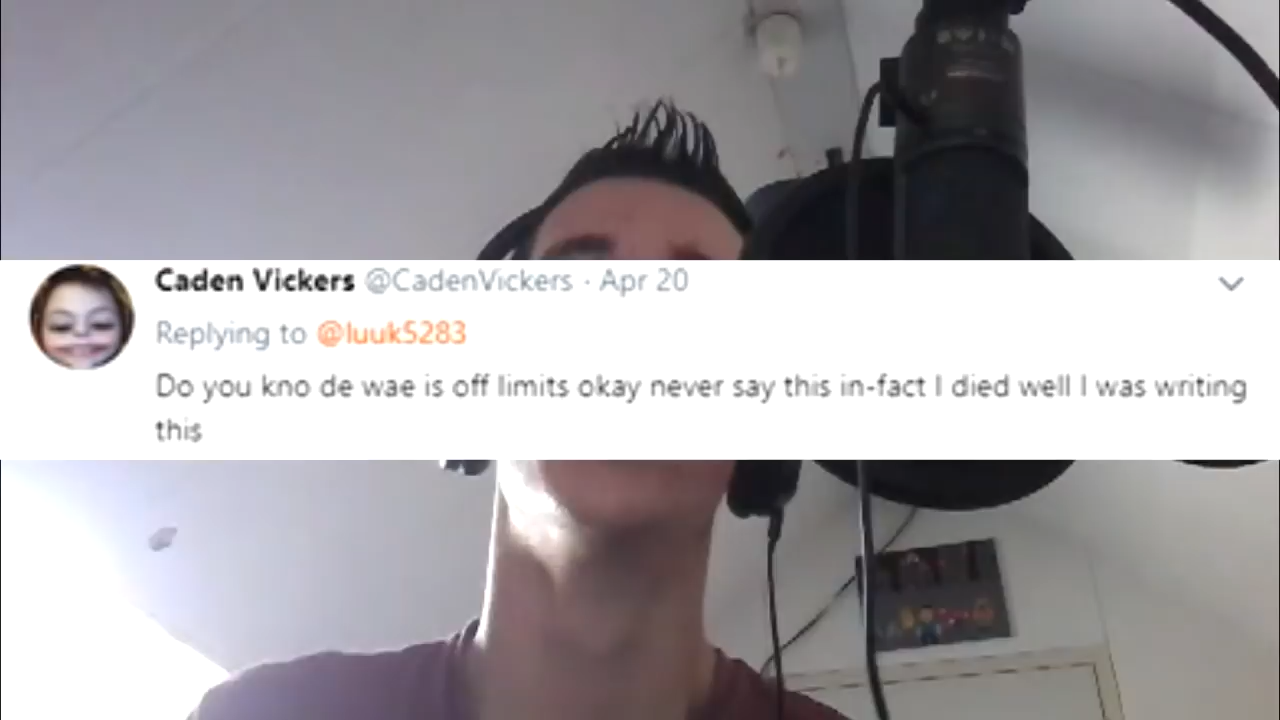 Caden Vickers @CadenVickers · Apr 20
Replying to @luuk5283
Do you kno de wae is off limits okay never say this in-fact I died well I was writing
this